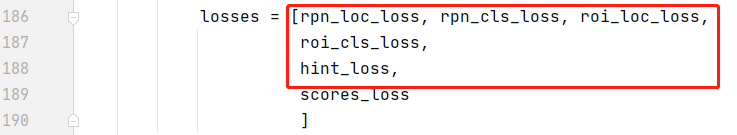 186 losses = [rpn_loc_loss, rpn_cls_loss, roi_loc_loss,
187 roi_cls_loss,
188 hint_loss,
189 scores_loss
190 ]